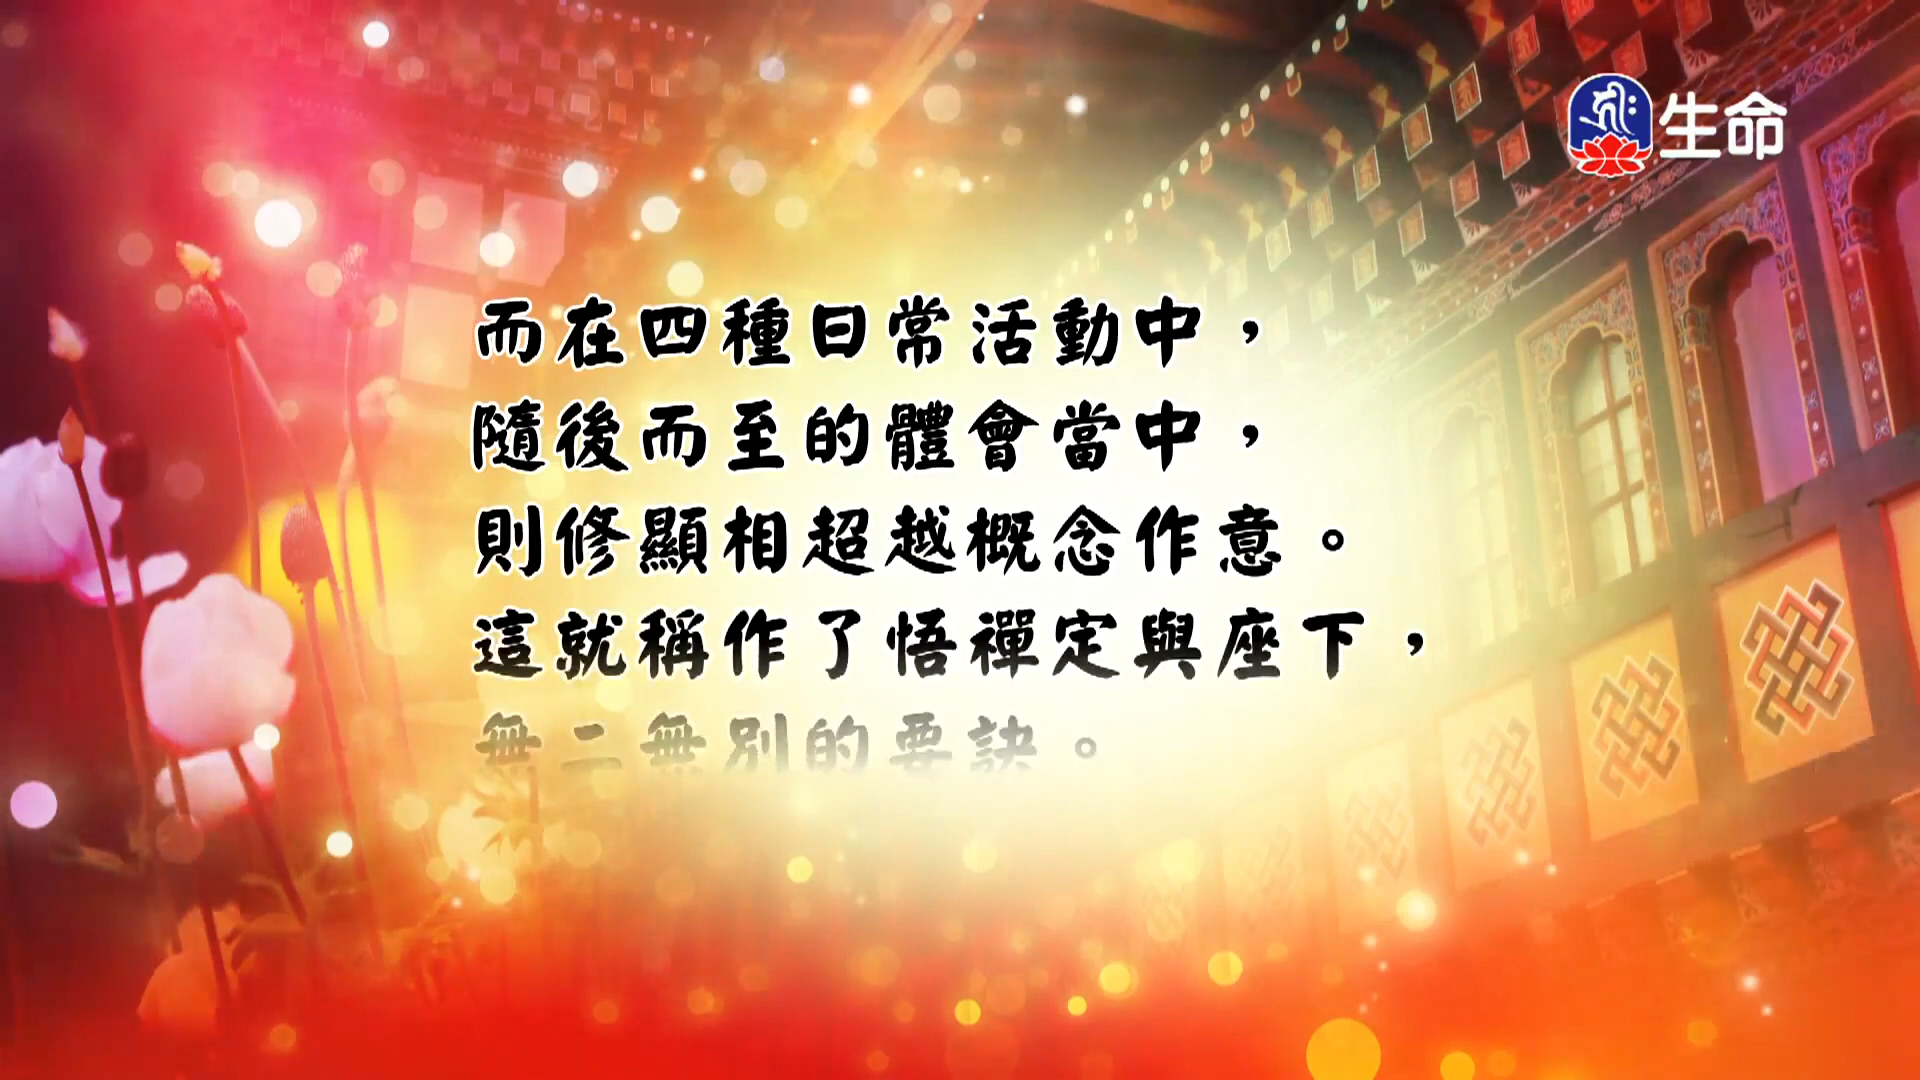 生命
而在四種日常活動中，
隨後而至的體會當中，
則修顯相超越概念作意。
這就稱作了悟禪定與座下，
無二無別的要訣。